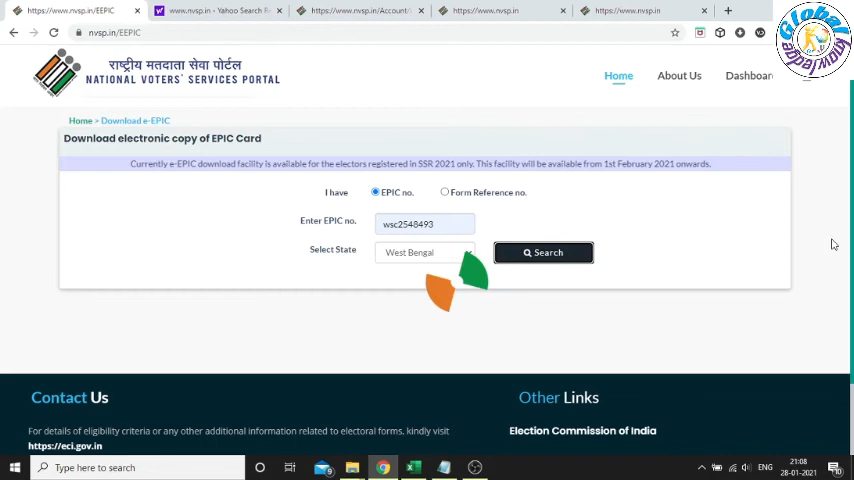 https://www.nvsp.in/EEPIC
www.nvsp.in - Yahoo Search Re
https://www.nvsp.in/Account/
https://www.nvsp.in
https://www.nvsp.in
nvsp.in/EEPIC
Global knowledge
राष्ट्रीय मतदाता सेवा पोर्टल
NATIONAL VOTERS' SERVICES PORTAL
Home
About Us
Dashboar
Home > Download e-EPIC
Download electronic copy of EPIC Card
Currently e-EPIC download facility is available for the electors registered in SSR 2021 only. This facility will be available from 1st February 2021 onwards.
I have
EPIC no.
Form Reference no.
Enter EPIC no.
wsc2548493
Select State
West Bengal
Search
Contact Us
Other Links
For details of eligibility criteria or any other additional information related to electoral forms, kindly visit
https://eci.gov.in
Election Commission of India
Type here to search
9
ENG
21:08
28-01-2021
10